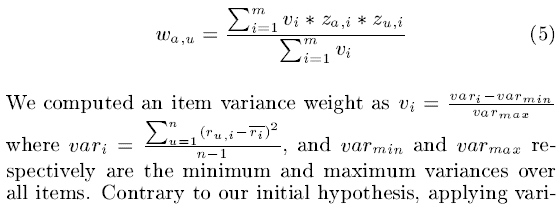 w_{a,u} = \frac{\sum_{i=1}^{m} v_i * z_{a,i} * z_{u,i}}{\sum_{i=1}^{m} v_i} (5)
We computed an item variance weight as v_i = \frac{var_i - var_{min}}{var_{max}}
where var_i = \frac{\sum_{u=1}^{n} (r_{u,i} - \overline{r_i})^2}{n-1}, and var_{min} and var_{max} re-
spectively are the minimum and maximum variances over
all items. Contrary to our initial hypothesis, applying vari-